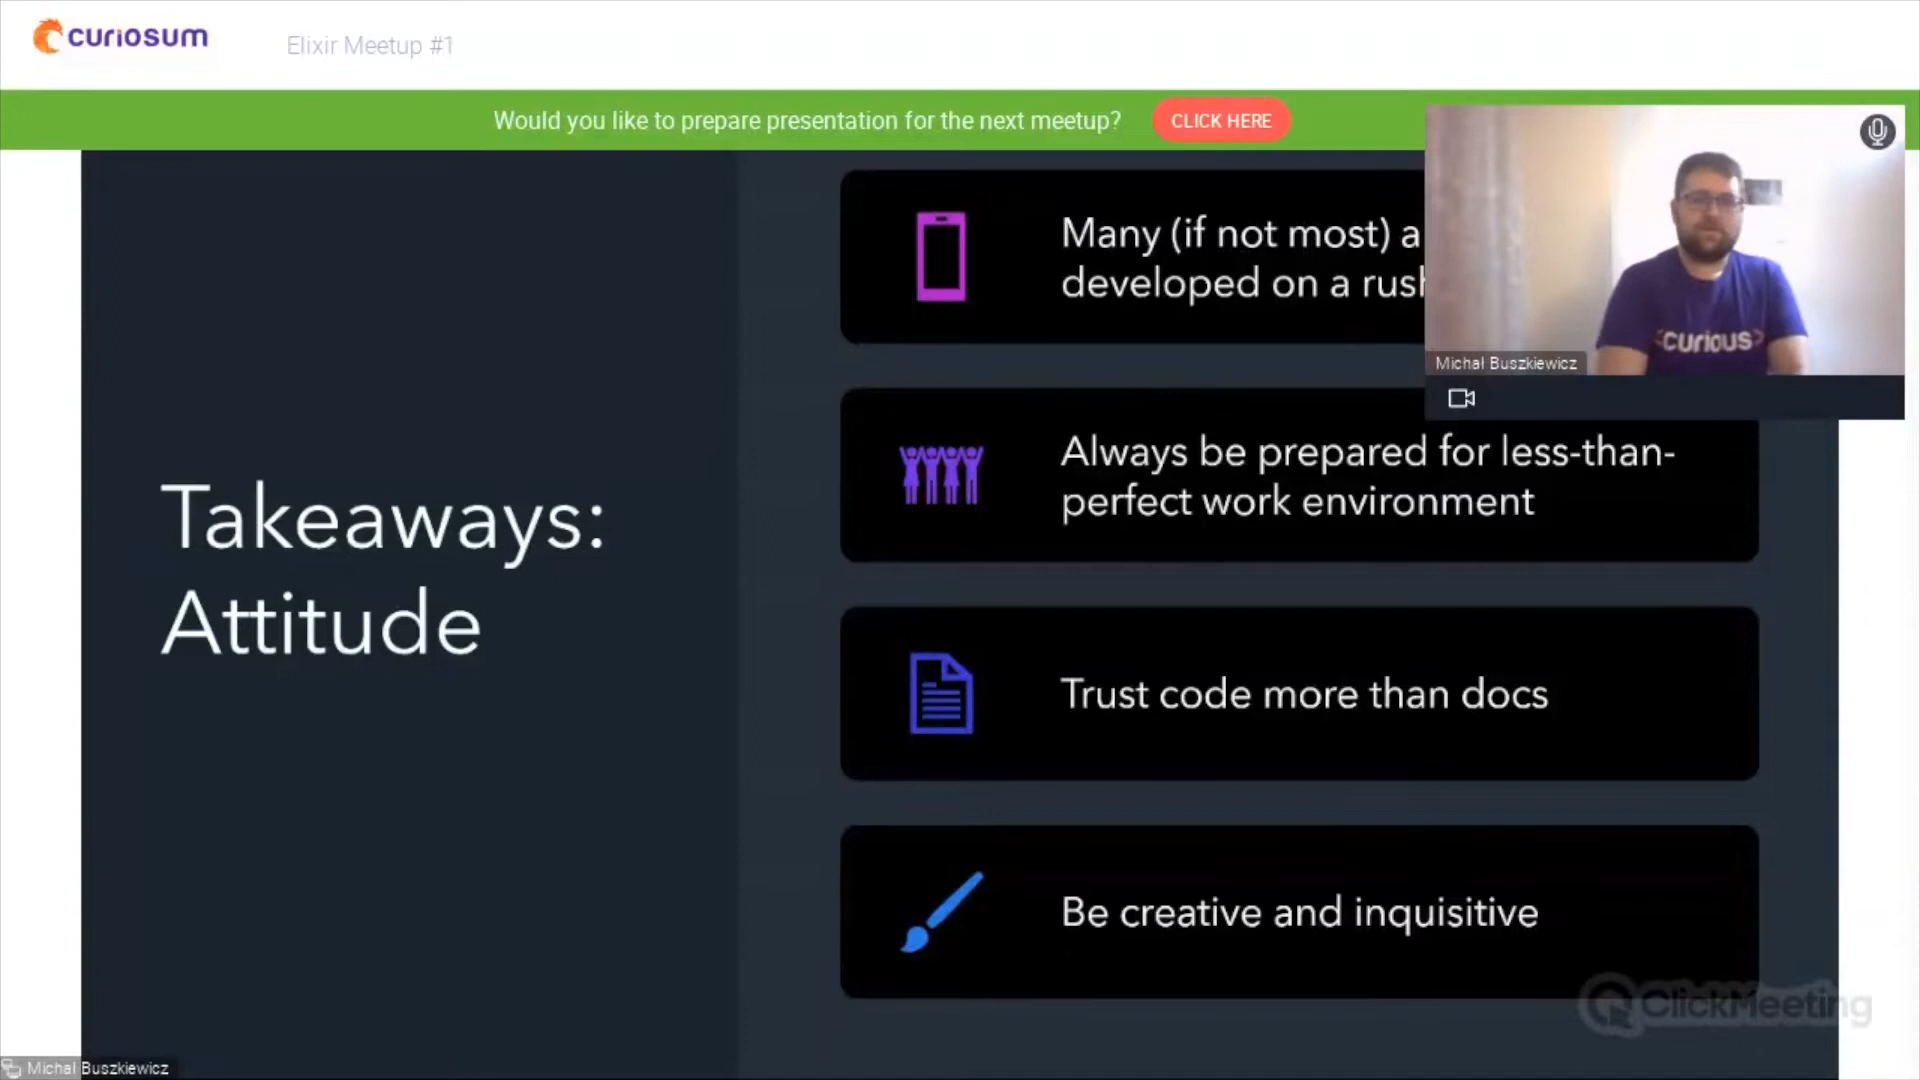 curiosum
Elixir Meetup #1
Would you like to prepare presentation for the next meetup?
CLICK HERE
Many (if not most)
developed on a
<curious>
Michał Buszkiewicz
Always be prepared for less-than-
perfect work environment
Takeaways:
Attitude
Trust code more than docs
Be creative and inquisitive
ClickMeeting
Michał Buszkiewicz